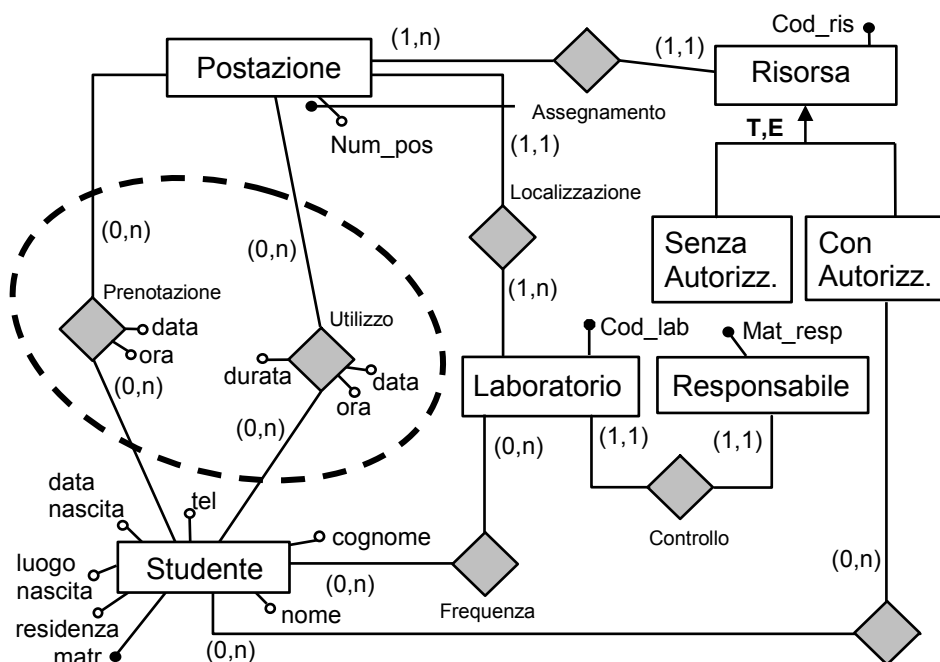 Cod_ris
(1,n)
(1,1)
Postazione
Risorsa
Assegnamento
T,E
Num_pos
(1,1)
Localizzazione
(0,n)
(0,n)
Senza
Autorizz.
Con
Autorizz.
Prenotazione
(1,n)
data
Utilizzo
Cod_lab
Mat_resp
ora
durata
data
Laboratorio
Responsabile
(0,n)
ora
(0,n)
(0,n)
(1,1)
(1,1)
data
nascita
tel
cognome
Controllo
luogo
nascita
Studente
(0,n)
(0,n)
nome
Frequenza
residenza
matr.
(0,n)